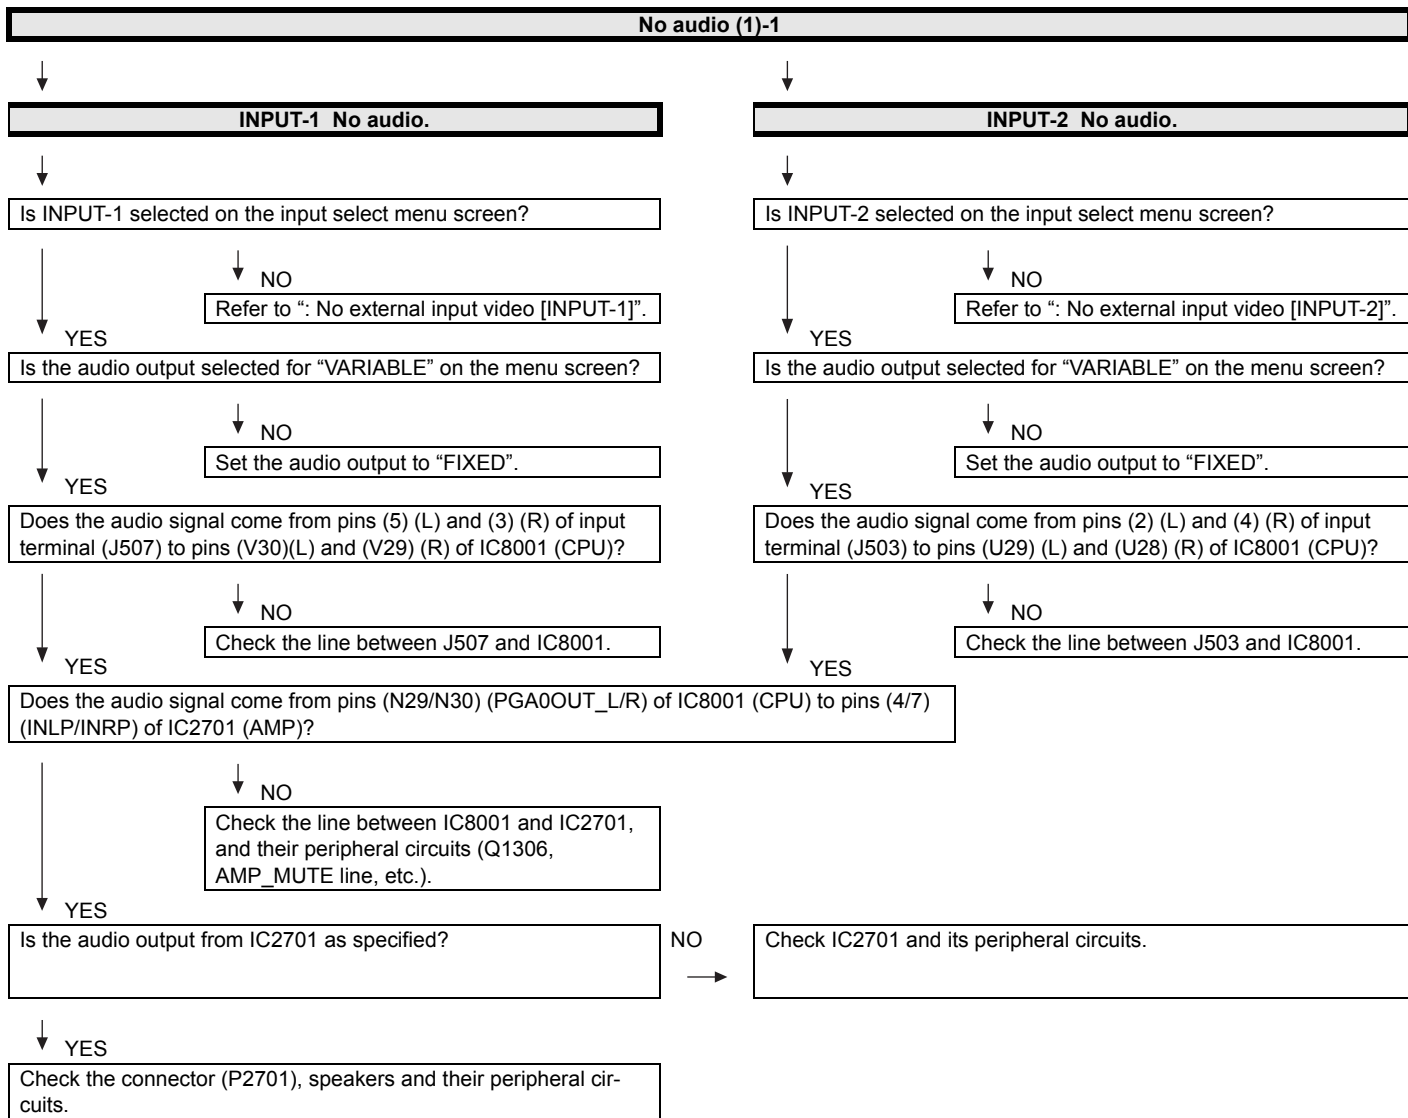 No audio (1)-1
INPUT-1 No audio.
INPUT-2 No audio.
Is INPUT-1 selected on the input select menu screen?
Is INPUT-2 selected on the input select menu screen?
NO
NO
Refer to “: No external input video [INPUT-1]”.
Refer to “: No external input video [INPUT-2]”.
YES
YES
Is the audio output selected for “VARIABLE” on the menu screen?
Is the audio output selected for “VARIABLE” on the menu screen?
NO
NO
Set the audio output to “FIXED”.
Set the audio output to “FIXED”.
YES
YES
Does the audio signal come from pins (5) (L) and (3) (R) of input
terminal (J507) to pins (V30)(L) and (V29) (R) of IC8001 (CPU)?
Does the audio signal come from pins (2) (L) and (4) (R) of input
terminal (J503) to pins (U29) (L) and (U28) (R) of IC8001 (CPU)?
NO
NO
Check the line between J507 and IC8001.
Check the line between J503 and IC8001.
YES
YES
Does the audio signal come from pins (N29/N30) (PGA0OUT_L/R) of IC8001 (CPU) to pins (4/7)
(INLP/INRP) of IC2701 (AMP)?
NO
Check the line between IC8001 and IC2701,
and their peripheral circuits (Q1306,
AMP_MUTE line, etc.).
YES
Is the audio output from IC2701 as specified?
NO
Check IC2701 and its peripheral circuits.
YES
Check the connector (P2701), speakers and their peripheral cir-
cuits.